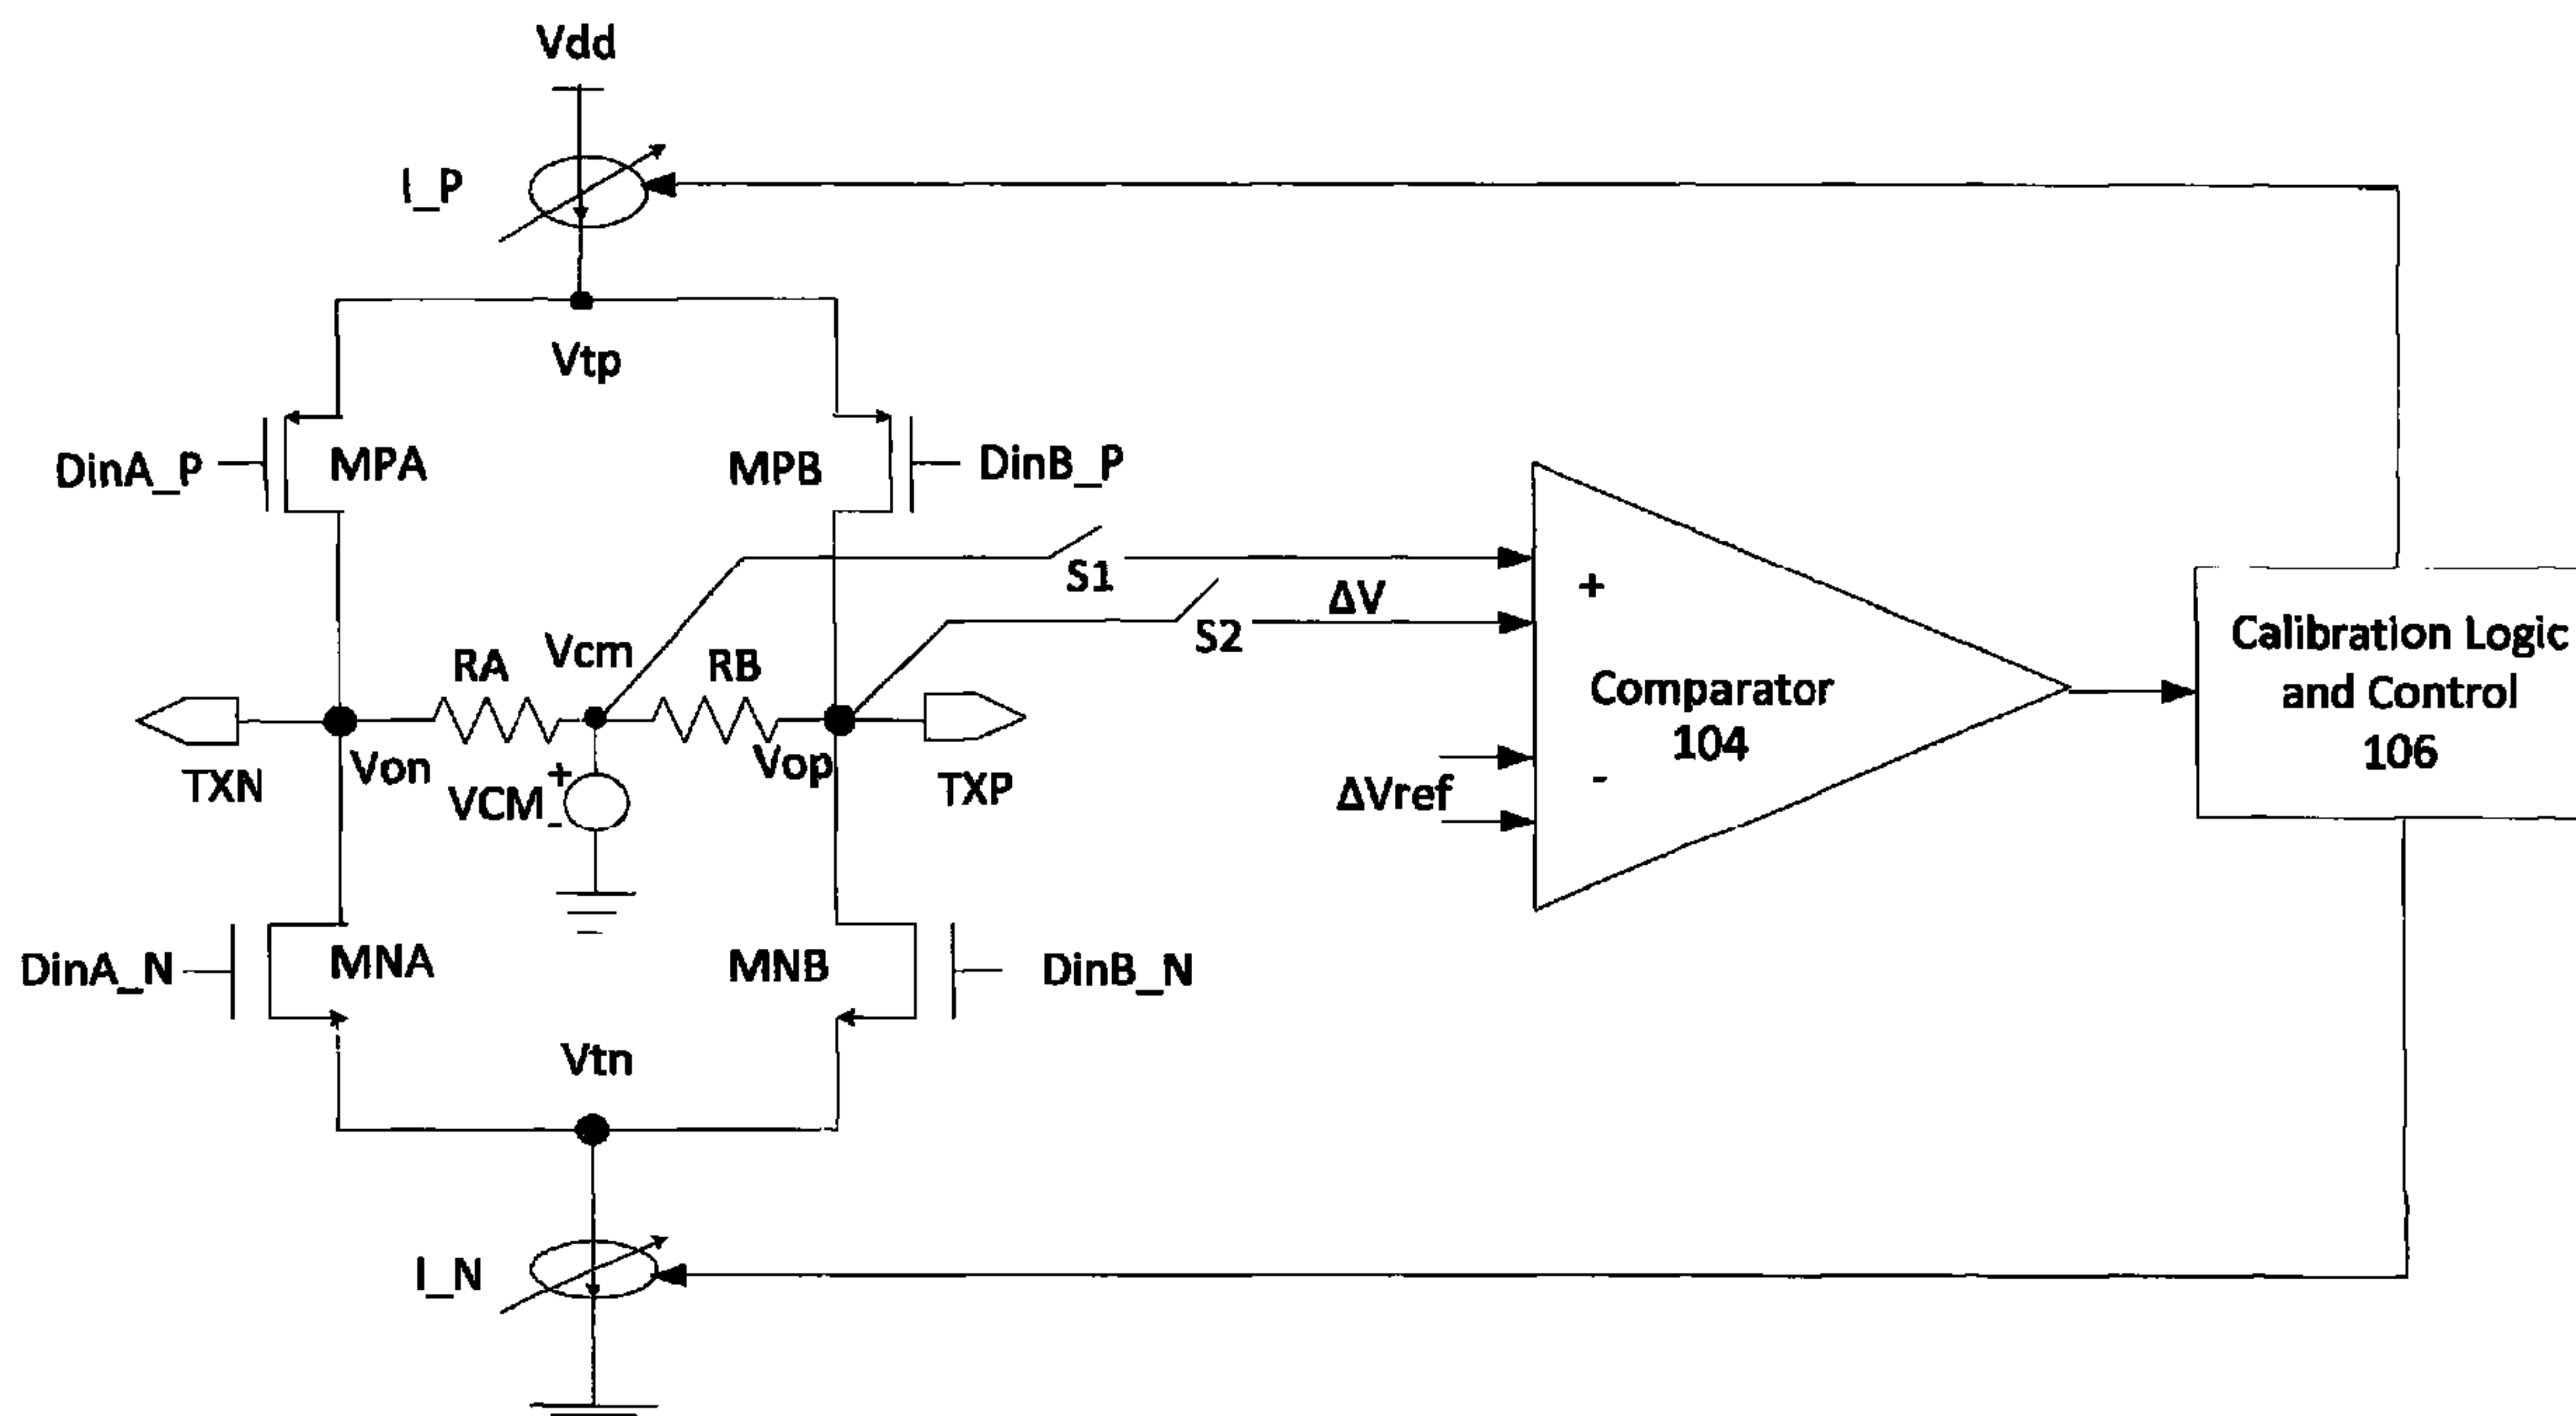 Vdd
I_P
Vtp
DinA_P
MPA
MPB
DinB_P
S1
S2
ΔV
+
RA
Vcm
RB
Comparator
104
Calibration Logic
and Control
106
TXN
Von
VCM
+
-
Vop
TXP
ΔVref
-
DinA_N
MNA
MNB
DinB_N
Vtn
I_N